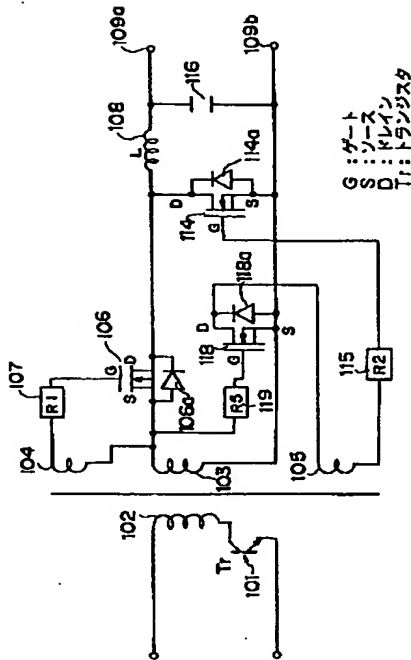 109a
109b
108
L
116
G : ゲート
S : ソース
D : ドレイン
Tr : トランジスタ
114a
D
S
G
114
106
G
S
D
106a
118a
D
S
G
118
107
R1
104
103
R5
119
115
R2
105
102
Tr
101